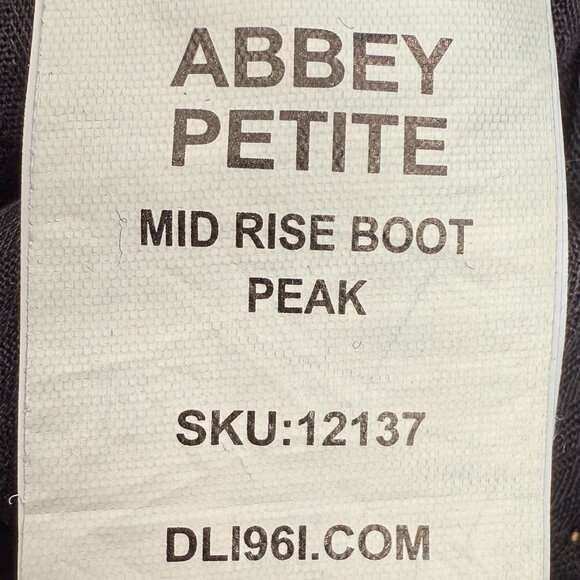 ABBEY
PETITE
MID RISE BOOT
PEAK
SKU:12137
DLI96I.COM